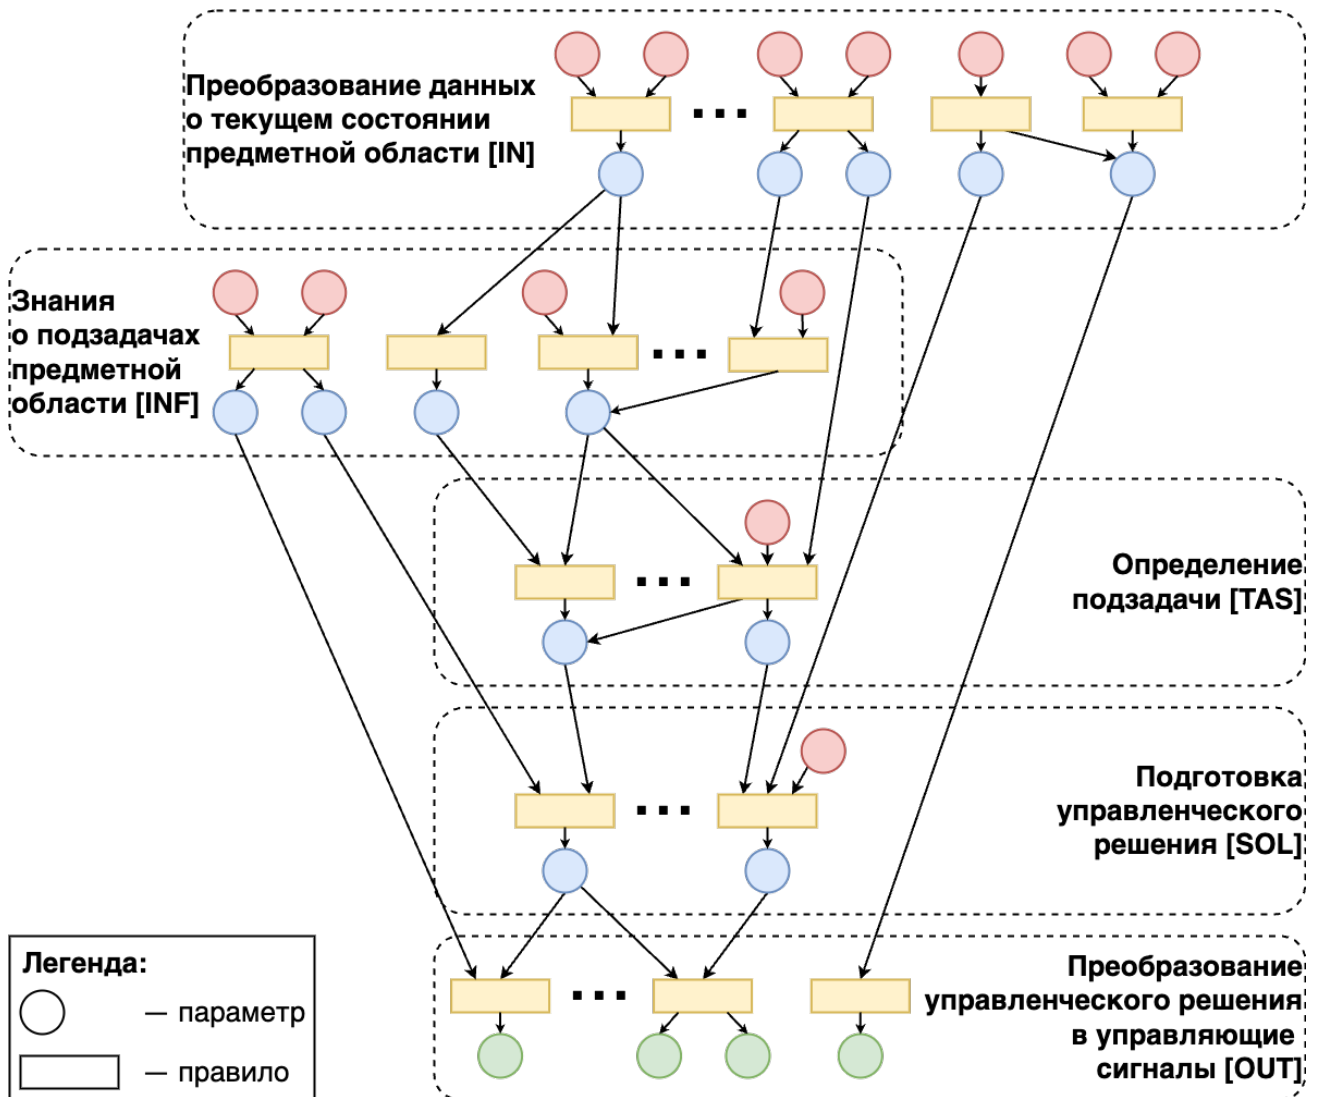 Преобразование данных
о текущем состоянии
предметной области [IN]
Знания
о подзадачах
предметной
области [INF]
Определение
подзадачи [TAS]
Подготовка
управленческого
решения [SOL]
Преобразование
управленческого решения
в управляющие
сигналы [OUT]
Легенда:
— параметр
— правило